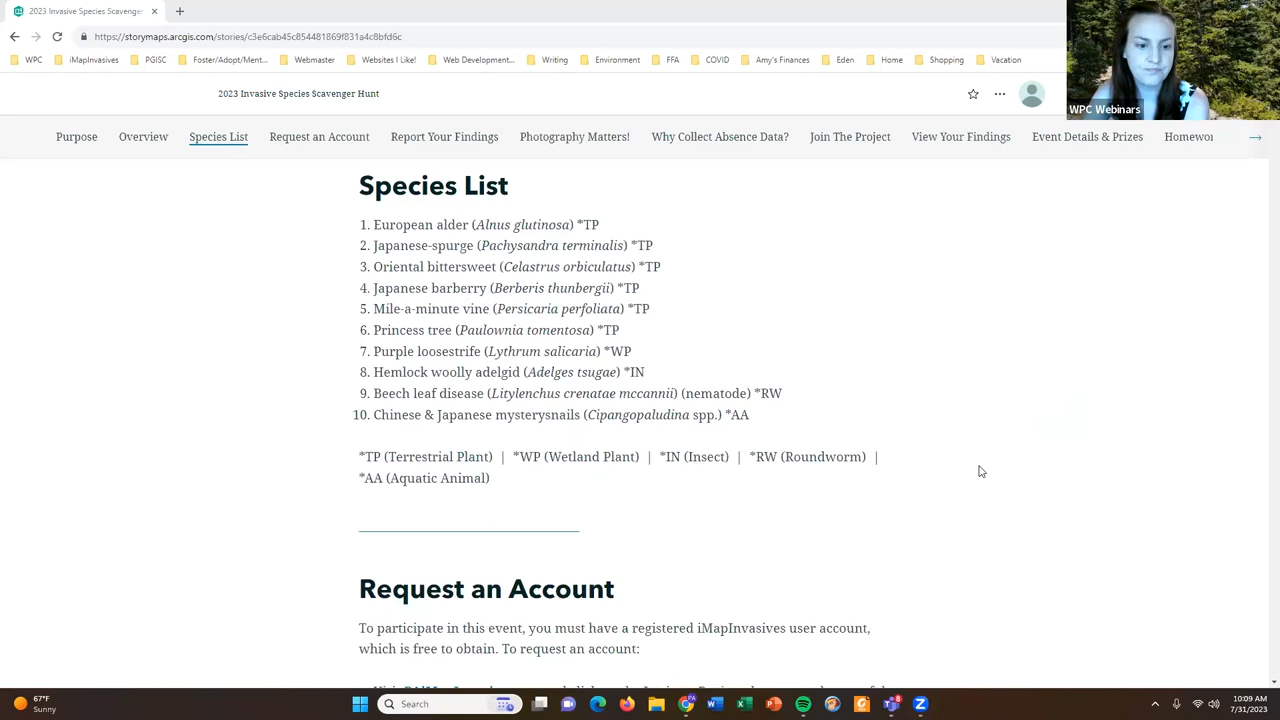 2023 Invasive Species Scavenger
https://storymaps.arcgis.com/stories/c3e6cab45c854481869f831a4c8bfd6c
WPC iMapInvasives PGISC Foster/Adopt/Ment... Webmaster Websites I Like! Web Development... Writing Environment FFA COVID Amy's Finances Eden Home Shopping Vacation
WPC Webinars
2023 Invasive Species Scavenger Hunt
Purpose Overview Species List Request an Account Report Your Findings Photography Matters! Why Collect Absence Data? Join The Project View Your Findings Event Details & Prizes Homewor
Species List
1. European alder (Alnus glutinosa) *TP
2. Japanese-spurge (Pachysandra terminalis) *TP
3. Oriental bittersweet (Celastrus orbiculatus) *TP
4. Japanese barberry (Berberis thunbergii) *TP
5. Mile-a-minute vine (Persicaria perfoliata) *TP
6. Princess tree (Paulownia tomentosa) *TP
7. Purple loosestrife (Lythrum salicaria) *WP
8. Hemlock woolly adelgid (Adelges tsugae) *IN
9. Beech leaf disease (Litylenchus crenatae mccannii) (nematode) *RW
10. Chinese & Japanese mysterysnails (Cipangopaludina spp.) *AA
*TP (Terrestrial Plant) | *WP (Wetland Plant) | *IN (Insect) | *RW (Roundworm) |
*AA (Aquatic Animal)
Request an Account
To participate in this event, you must have a registered iMapInvasives user account,
which is free to obtain. To request an account:
67°F
Sunny
Search
10:09 AM
7/31/2023